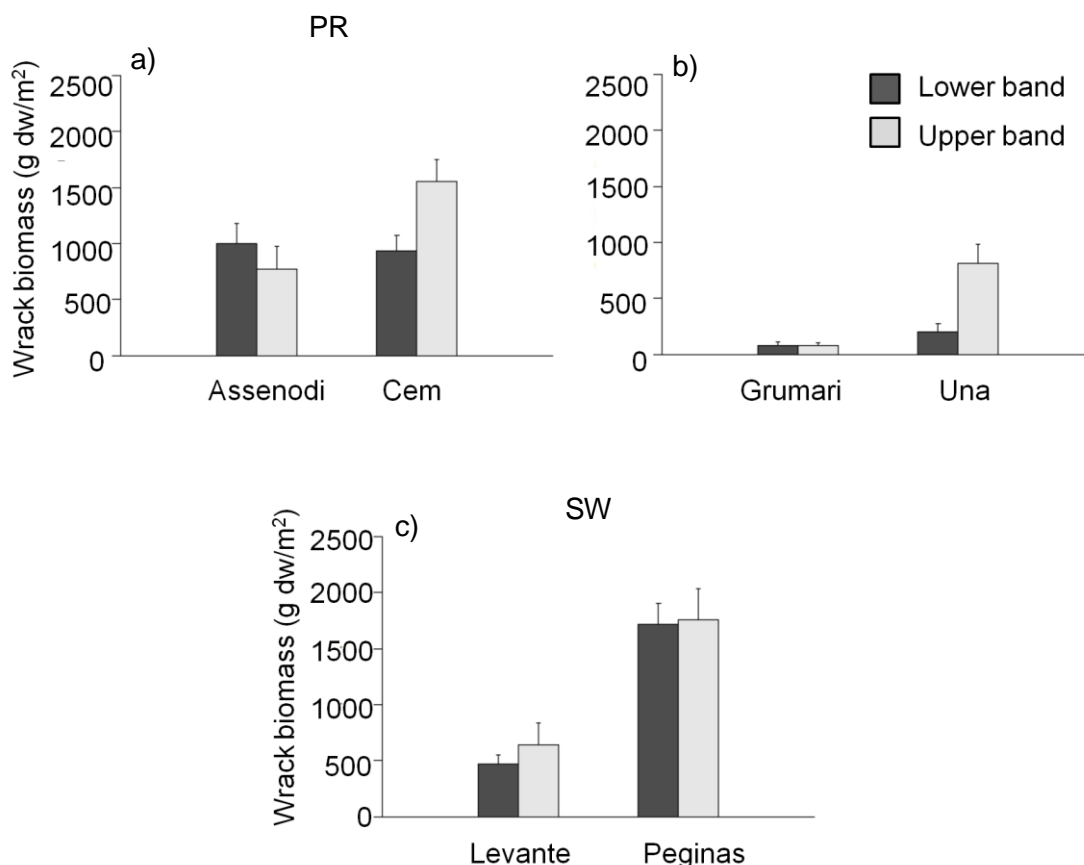 PR
a)
Wrack biomass (g dw/m²)
2500
2000
1500
1000
500
0
Assenodi Cem
b)
2500
2000
1500
1000
500
0
Grumari Una
Lower band
Upper band
SW
c)
Wrack biomass (g dw/m²)
2500
2000
1500
1000
500
0
Levante Peginas